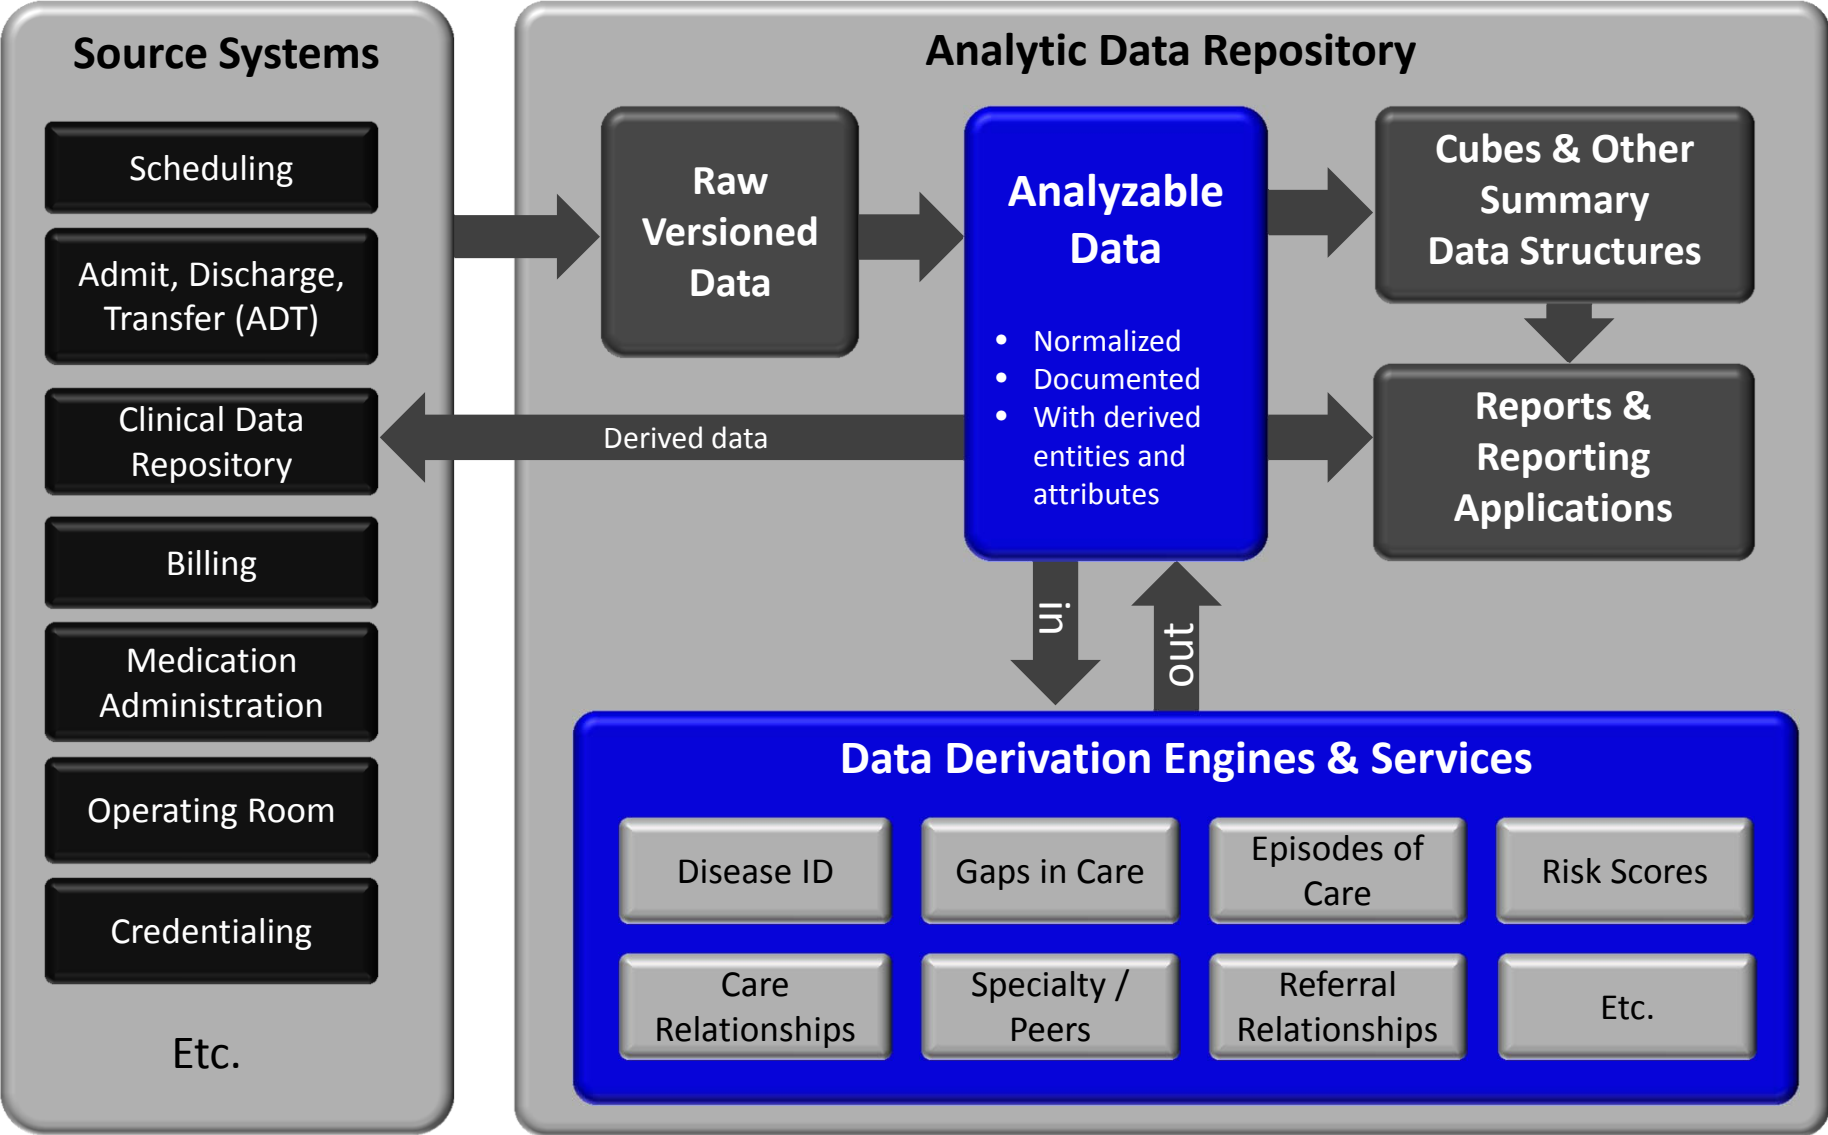 Source Systems
Scheduling
Admit, Discharge,
Transfer (ADT)
Clinical Data
Repository
Billing
Medication
Administration
Operating Room
Credentialing
Etc.
Analytic Data Repository
Raw
Versioned
Data
Analyzable
Data
• Normalized
• Documented
• With derived
entities and
attributes
Cubes & Other
Summary
Data Structures
Reports &
Reporting
Applications
Derived data
in
out
Data Derivation Engines & Services
Disease ID
Gaps in Care
Episodes of
Care
Risk Scores
Care
Relationships
Specialty /
Peers
Referral
Relationships
Etc.